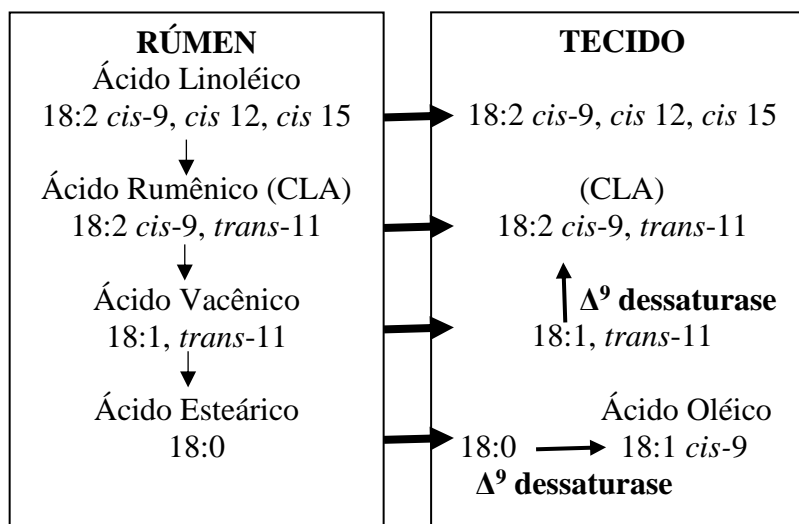 RÚMEN
Ácido Linoléico
18:2 cis-9, cis 12, cis 15
Ácido Rumênico (CLA)
18:2 cis-9, trans-11
Ácido Vacênico
18:1, trans-11
Ácido Esteárico
18:0
TECIDO
18:2 cis-9, cis 12, cis 15
(CLA)
18:2 cis-9, trans-11
Δ⁹ dessaturase
18:1, trans-11
Ácido Oléico
18:0 18:1 cis-9
Δ⁹ dessaturase